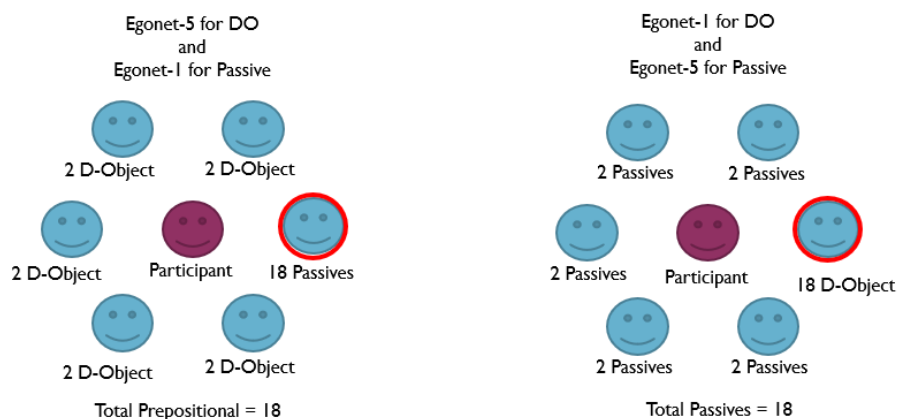 Egonet-5 for DO
and
Egonet-1 for Passive
2 D-Object
2 D-Object
2 D-Object
Participant
18 Passives
2 D-Object
2 D-Object
Total Prepositional = 18
Egonet-1 for DO
and
Egonet-5 for Passive
2 Passives
2 Passives
2 Passives
Participant
18 D-Object
2 Passives
2 Passives
Total Passives = 18